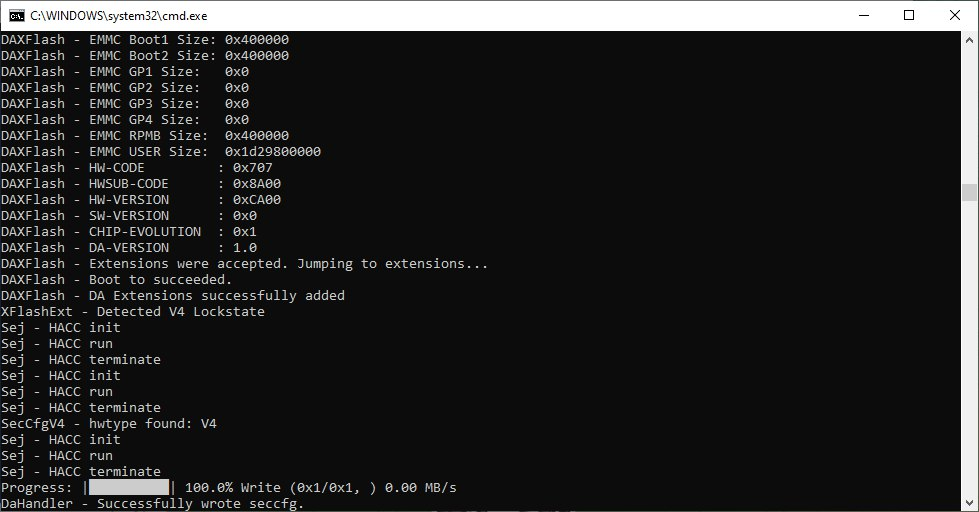 C:\WINDOWS\system32\cmd.exe
DAXFlash - EMMC Boot1 Size: 0x400000
DAXFlash - EMMC Boot2 Size: 0x400000
DAXFlash - EMMC GP1 Size:   0x0
DAXFlash - EMMC GP2 Size:   0x0
DAXFlash - EMMC GP3 Size:   0x0
DAXFlash - EMMC GP4 Size:   0x0
DAXFlash - EMMC RPMB Size:  0x400000
DAXFlash - EMMC USER Size:  0x1d29800000
DAXFlash - HW-CODE         : 0x707
DAXFlash - HWSUB-CODE      : 0x8A00
DAXFlash - HW-VERSION      : 0xCA00
DAXFlash - SW-VERSION      : 0x0
DAXFlash - CHIP-EVOLUTION  : 0x1
DAXFlash - DA-VERSION      : 1.0
DAXFlash - Extensions were accepted. Jumping to extensions...
DAXFlash - Boot to succeeded.
DAXFlash - DA Extensions successfully added
XFlashExt - Detected V4 Lockstate
Sej - HACC init
Sej - HACC run
Sej - HACC terminate
Sej - HACC init
Sej - HACC run
Sej - HACC terminate
SecCfgV4 - hwtype found: V4
Sej - HACC init
Sej - HACC run
Sej - HACC terminate
Progress: |██████████| 100.0% Write (0x1/0x1, ) 0.00 MB/s
DaHandler - Successfully wrote seccfg.